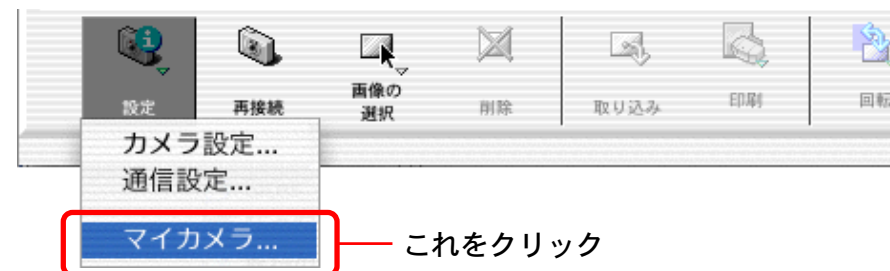 設定
再接続
画像の
選択
削除
取り込み
印刷
回転
カメラ設定...
通信設定...
マイカメラ...
これをクリック